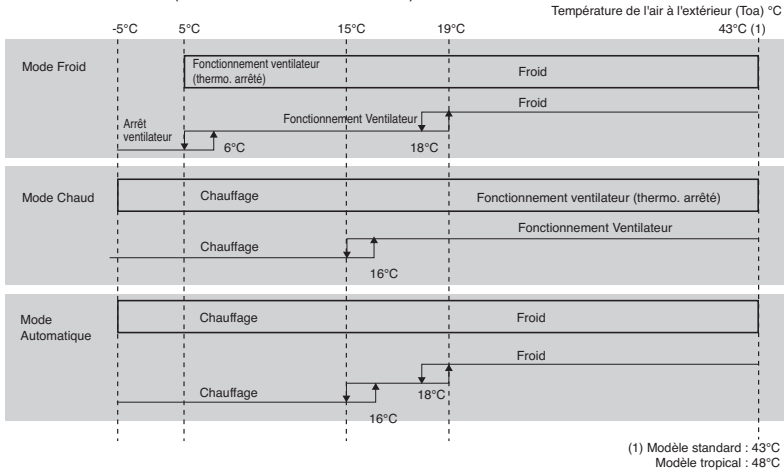 Température de l'air à l'extérieur (Toa) °C
-5°C 5°C 15°C 19°C 43°C (1)
Mode Froid
Fonctionnement ventilateur
(thermo. arrêté)
Froid
Froid
Fonctionnement Ventilateur
Arrêt
ventilateur
6°C 18°C
Mode Chaud
Chauffage Fonctionnement ventilateur (thermo. arrêté)
Fonctionnement Ventilateur
Chauffage
16°C
Mode
Automatique
Chauffage Froid
Froid
Chauffage
18°C
16°C
(1) Modèle standard : 43°C
Modèle tropical : 48°C